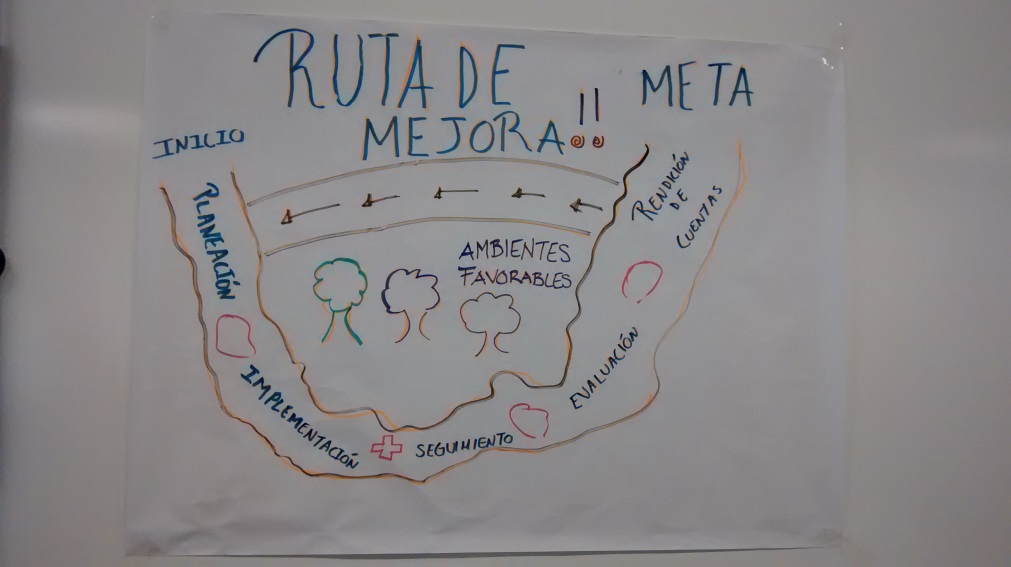 RUTA DE
MEJORA!!
META
INICIO
PLANEACIÓN
IMPLEMENTACIÓN
SEGUIMIENTO
EVALUACIÓN
RENDICIÓN
DE
CUENTAS
AMBIENTES
FAVORABLES